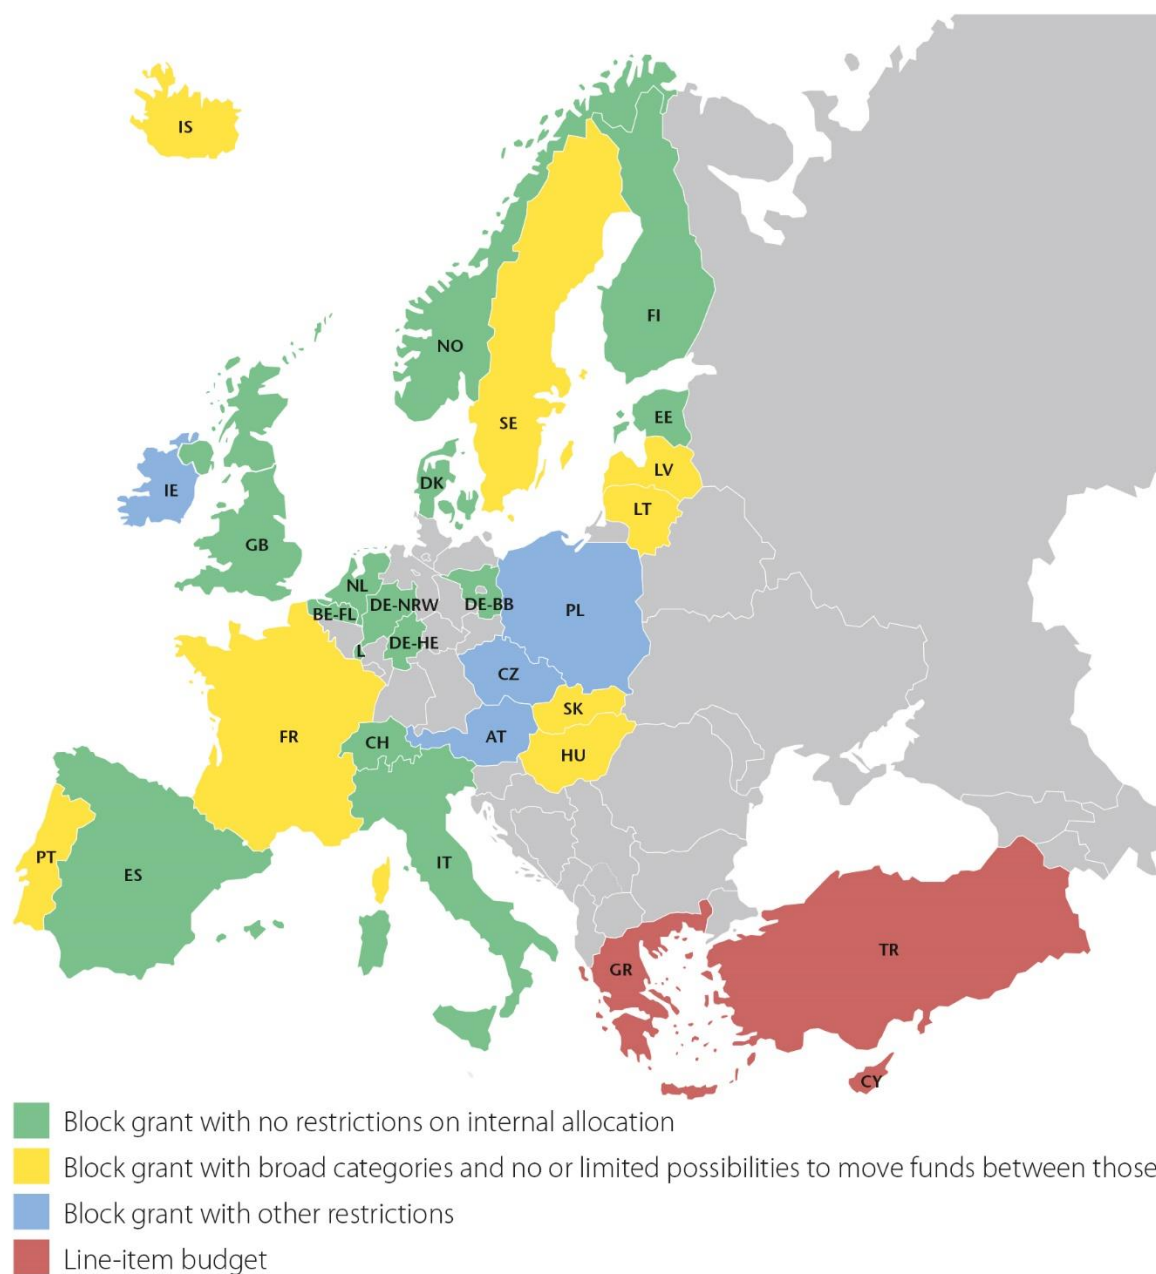 IS
NO
FI
SE
EE
LV
LT
DK
IE
GB
NL
BE-FL
DE-NRW
DE-BB
DE-HE
L
PL
CZ
SK
AT
HU
FR
CH
IT
PT
ES
GR
TR
CY
Block grant with no restrictions on internal allocation
Block grant with broad categories and no or limited possibilities to move funds between those
Block grant with other restrictions
Line-item budget